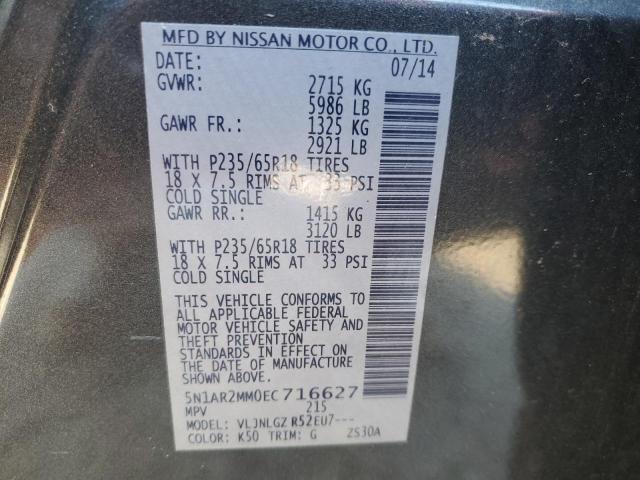 MFD BY NISSAN MOTOR CO., LTD.
DATE: 07/14
GVWR: 2715 KG
5986 LB
GAWR FR.: 1325 KG
2921 LB
WITH P235/65R18 TIRES
18 X 7.5 RIMS AT 33 PSI
COLD SINGLE
GAWR RR.: 1415 KG
3120 LB
WITH P235/65R18 TIRES
18 X 7.5 RIMS AT 33 PSI
COLD SINGLE
THIS VEHICLE CONFORMS TO
ALL APPLICABLE FEDERAL
MOTOR VEHICLE SAFETY AND
THEFT PREVENTION
STANDARDS IN EFFECT ON
THE DATE OF MANUFACTURE
SHOWN ABOVE.
5N1AR2MM0EC716627
MPV 215
MODEL: VLJNLGZ R52EU7---
COLOR: K50 TRIM: G ZS30A